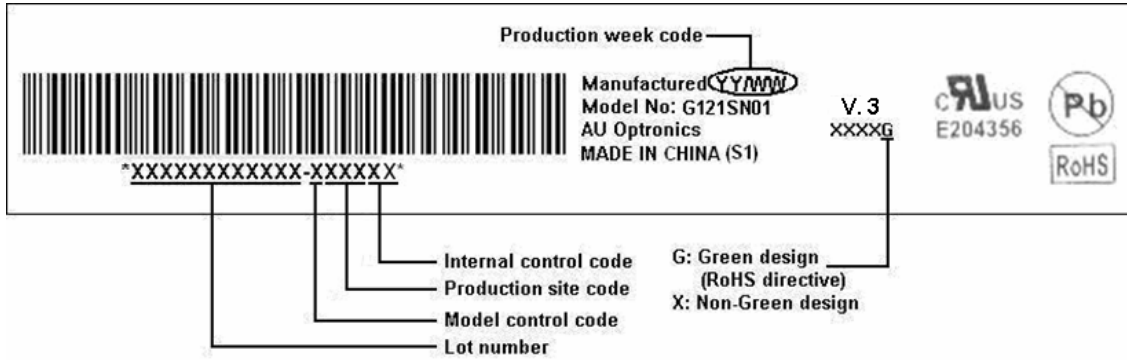 Production week code
Manufactured YY/WW
Model No: G121SN01
AU Optronics
MADE IN CHINA (S1)
V.3
XXXXG
C RU US
E204356
Pb
RoHS
*XXXXXXXXXXXX-XXXXXX*
Internal control code
Production site code
Model control code
Lot number
G: Green design
(RoHS directive)
X: Non-Green design